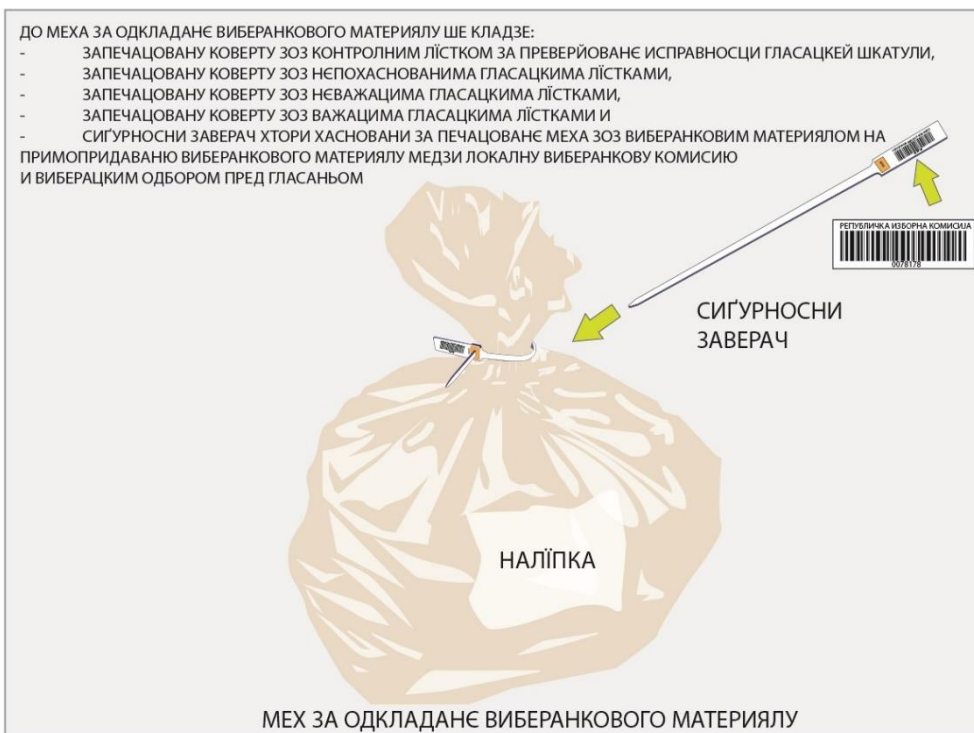 ДО МЕХА ЗА ОДКЛАДАНЄ ВИБЕРАНКОВОГО МАТЕРИЯЛУ ШЕ КЛАДЗЕ:
- ЗАПЕЧАЦОВАНУ КОВЕРТУ ЗОЗ КОНТРОЛНИМ ЛЇСТКОМ ЗА ПРЕВЕРЙОВАНЄ ИСПРАВНОСЦИ ГЛАСАЦКЕЙ ШКАТУЛИ,
- ЗАПЕЧАЦОВАНУ КОВЕРТУ ЗОЗ НЄПОХАСНОВАНИМА ГЛАСАЦКИМА ЛЇСТКАМИ,
- ЗАПЕЧАЦОВАНУ КОВЕРТУ ЗОЗ НЄВАЖАЦИМА ГЛАСАЦКИМА ЛЇСТКАМИ,
- ЗАПЕЧАЦОВАНУ КОВЕРТУ ЗОЗ ВАЖАЦИМА ГЛАСАЦКИМА ЛЇСТКАМИ И
- СИҐУРНОСНИ ЗАВЕРАЧ ХТОРИ ХАСНОВАНИ ЗА ПЕЧАЦОВАНЄ МЕХА ЗОЗ ВИБЕРАНКОВИМ МАТЕРИЯЛОМ НА
ПРИМОПРИДАВАНЮ ВИБЕРАНКОВОГО МАТЕРИЯЛУ МЕДЗИ ЛОКАЛНУ ВИБЕРАНКОВУ КОМИСИЮ
И ВИБЕРАЦКИМ ОДБОРОМ ПРЕД ГЛАСАНЬОМ
РЕПУБЛИЧКА ИЗБОРНА КОМИСИЈА
0078178
СИҐУРНОСНИ
ЗАВЕРАЧ
НАЛЇПКА
МЕХ ЗА ОДКЛАДАНЄ ВИБЕРАНКОВОГО МАТЕРИЯЛУ